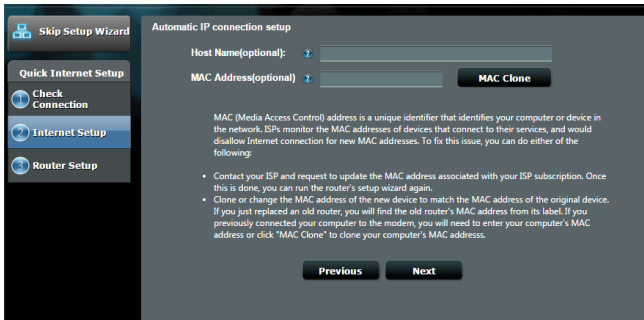 Skip Setup Wizard
Quick Internet Setup
1 Check
Connection
2 Internet Setup
3 Router Setup
Automatic IP connection setup
Host Name(optional): ?
MAC Address(optional) ? MAC Clone
MAC (Media Access Control) address is a unique identifier that identifies your computer or device in
the network. ISPs monitor the MAC addresses of devices that connect to their services, and would
disallow Internet connection for new MAC addresses. To fix this issue, you can do either of the
following:
• Contact your ISP and request to update the MAC address associated with your ISP subscription. Once
this is done, you can run the router's setup wizard again.
• Clone or change the MAC address of the new device to match the MAC address of the original device.
If you just replaced an old router, you will find the old router's MAC address from its label. If you
previously connected your computer to the modem, you will need to enter your computer's MAC
address or click "MAC Clone" to clone your computer's MAC addresss.
Previous Next